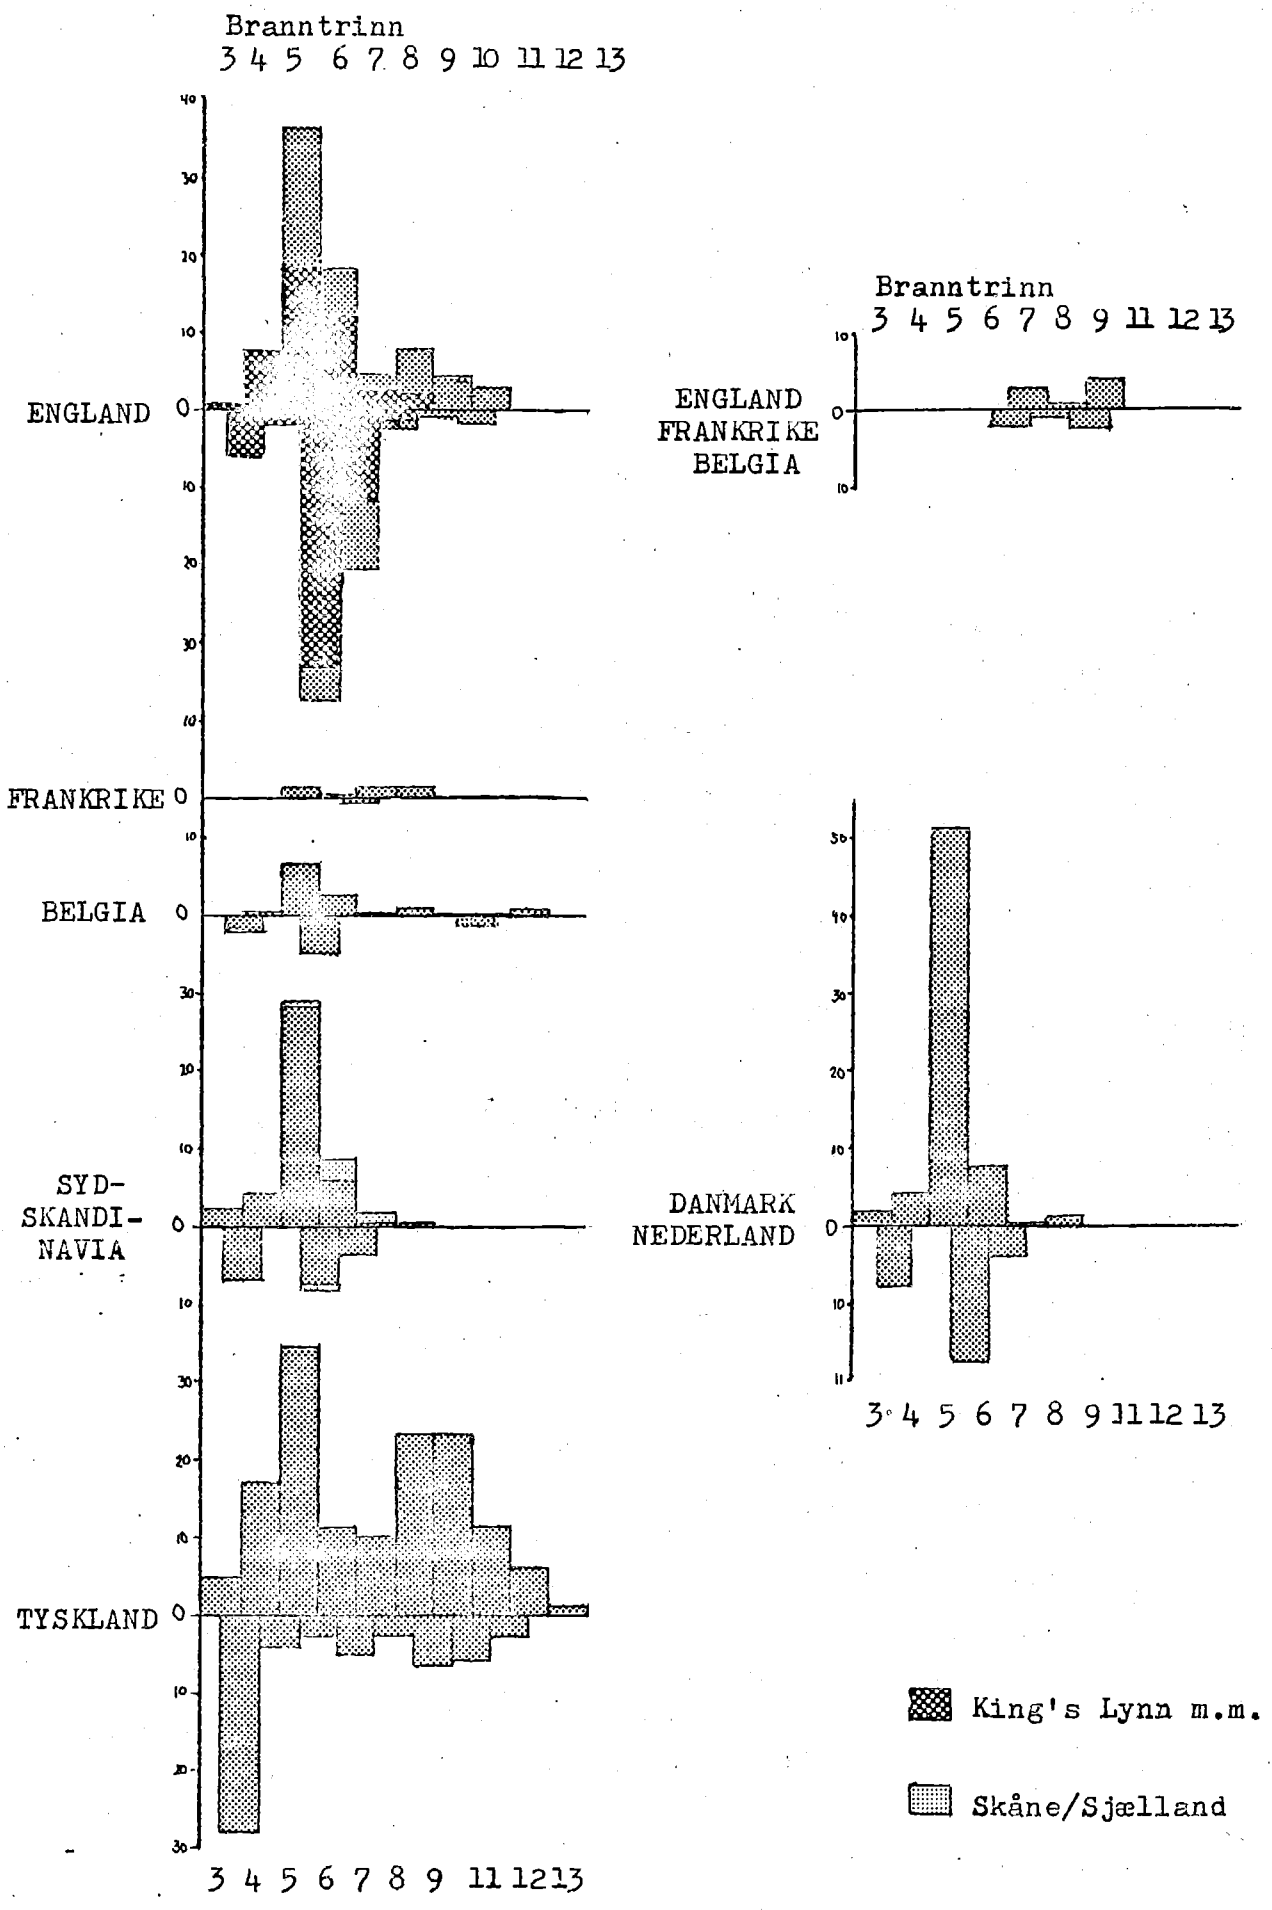 Branntrinn
3 4 5 6 7 8 9 10 11 12 13
40
30
20
10
ENGLAND 0
10
20
30
10
FRANKRIKE 0
10
BELGIA 0
30
20
10
SYD-
SKANDI-
NAVIA
0
10
30
20
10
TYSKLAND 0
10
20
30
3 4 5 6 7 8 9 11 12 13
Branntrinn
3 4 5 6 7 8 9 11 12 13
10
ENGLAND
FRANKRIKE
BELGIA
0
10
50
40
30
20
10
DANMARK
NEDERLAND
0
10
11
3 4 5 6 7 8 9 11 12 13
King's Lynn m.m.
Skåne/Sjælland